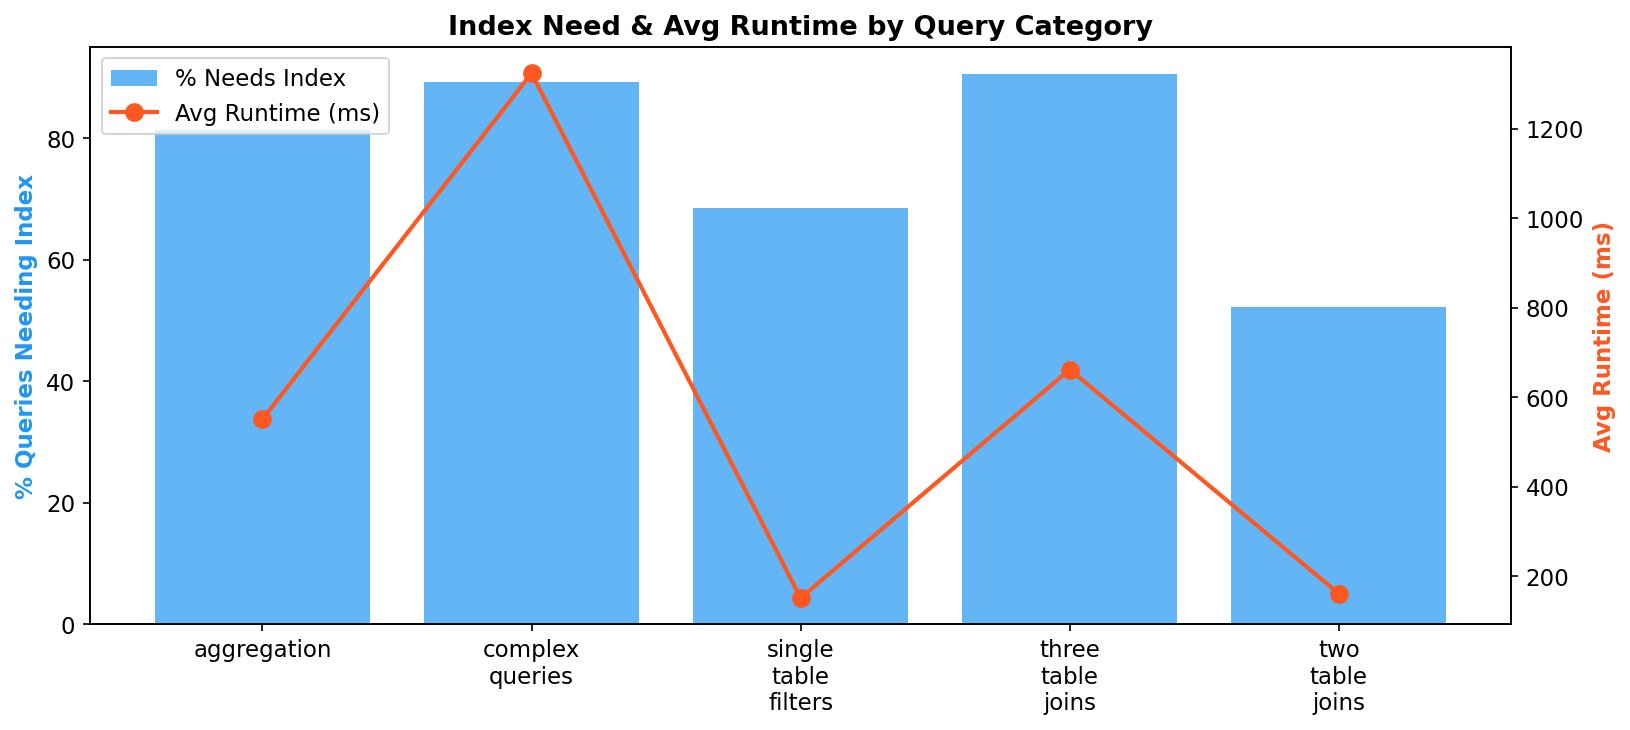 Index Need & Avg Runtime by Query Category
% Needs Index
Avg Runtime (ms)
% Queries Needing Index
80
60
40
20
0
1200
1000
800
600
400
200
Avg Runtime (ms)
aggregation
complex
queries
single
table
filters
three
table
joins
two
table
joins